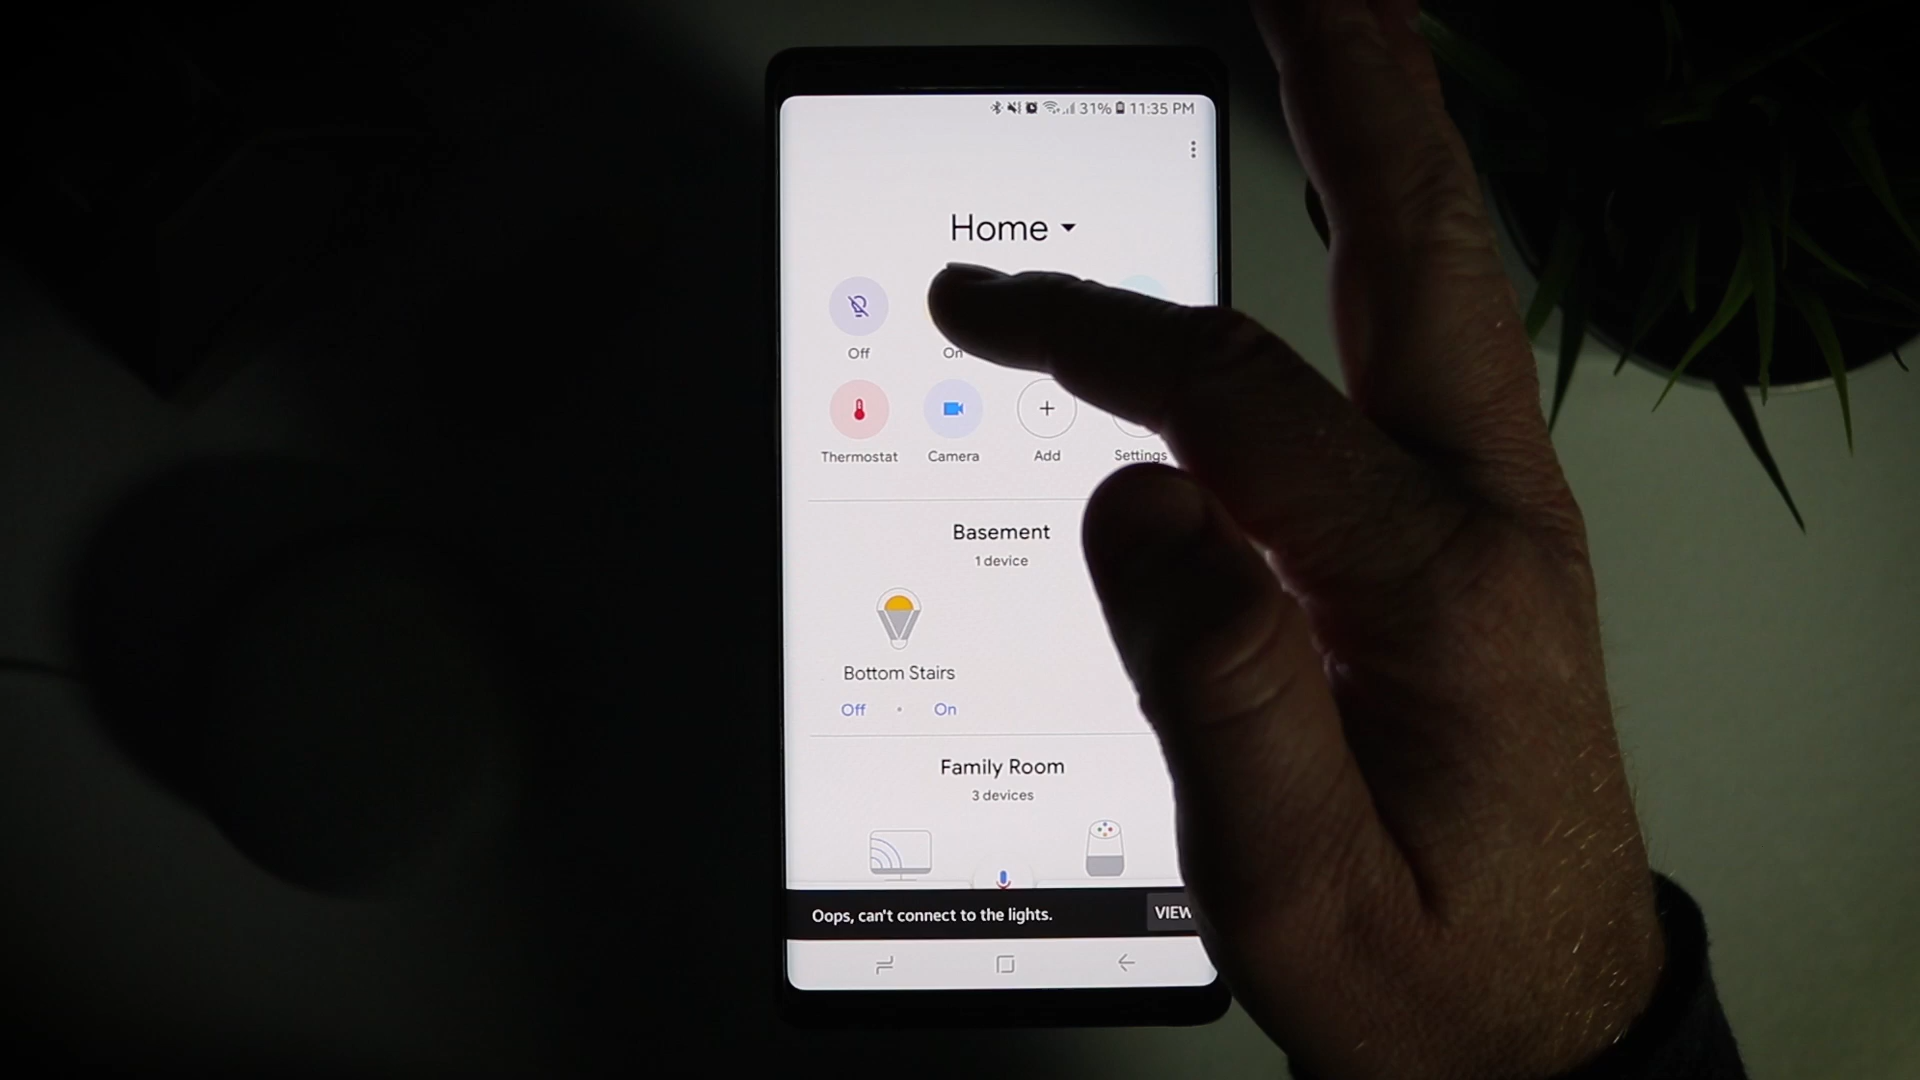 31% 11:35 PM
Home
Off On
Thermostat Camera Add Settings
Basement
1 device
Bottom Stairs
Off • On
Family Room
3 devices
Oops, can't connect to the lights. VIEW